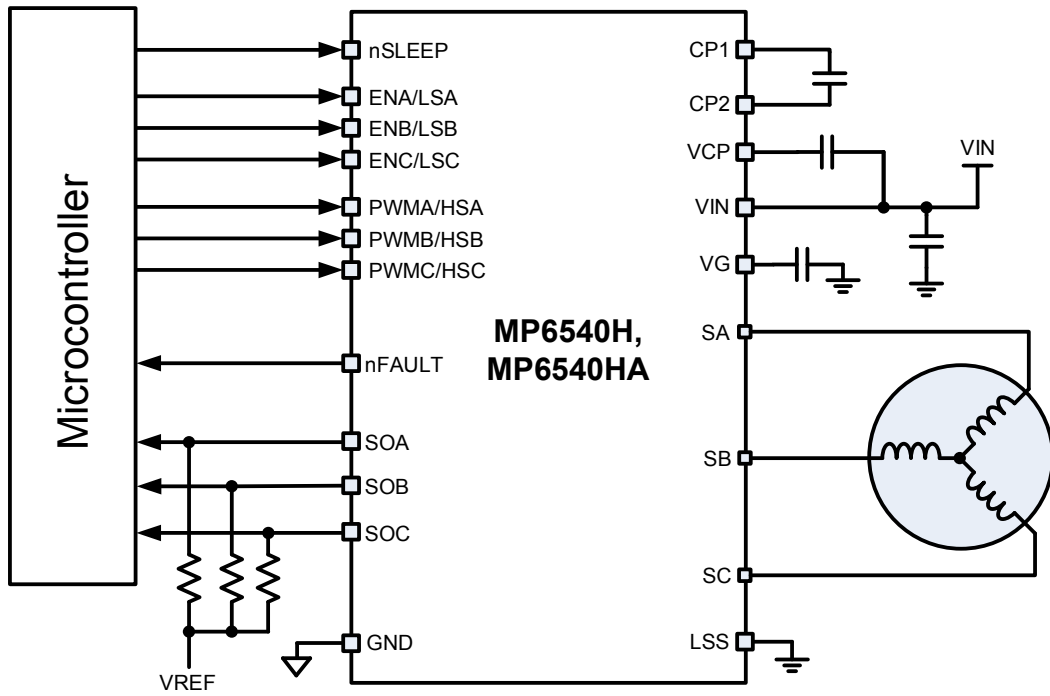 Microcontroller
nSLEEP
ENA/LSA
ENB/LSB
ENC/LSC
PWMA/HSA
PWMB/HSB
PWMC/HSC
nFAULT
SOA
SOB
SOC
GND
VREF
MP6540H,
MP6540HA
CP1
CP2
VCP
VIN
VG
SA
SB
SC
LSS
VIN